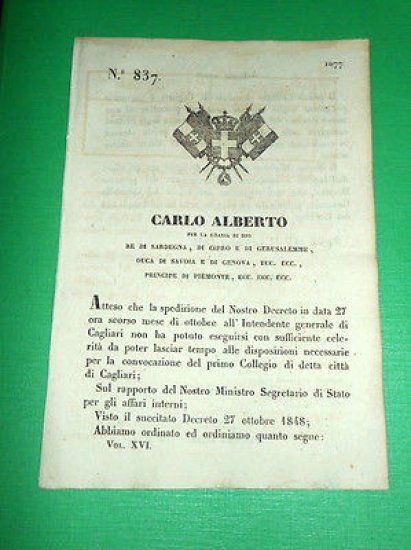 1077
N.° 837.
CARLO ALBERTO
PER LA GRAZIA DI DIO
RE DI SARDEGNA, DI CIPRO E DI GERUSALEMME,
DUCA DI SAVOIA E DI GENOVA, ECC. ECC.,
PRINCIPE DI PIEMONTE, ECC. ECC. ECC.
Atteso che la spedizione del Nostro Decreto in data 27
ora scorso mese di ottobre all' Intendente generale di
Cagliari non ha potuto eseguirsi con sufficiente cele-
rità da poter lasciar tempo alle disposizioni necessarie
per la convocazione del primo Collegio di detta città
di Cagliari;
Sul rapporto del Nostro Ministro Segretario di Stato
per gli affari interni;
Visto il succitato Decreto 27 ottobre 1848;
Abbiamo ordinato ed ordiniamo quanto segue:
VOL. XVI.